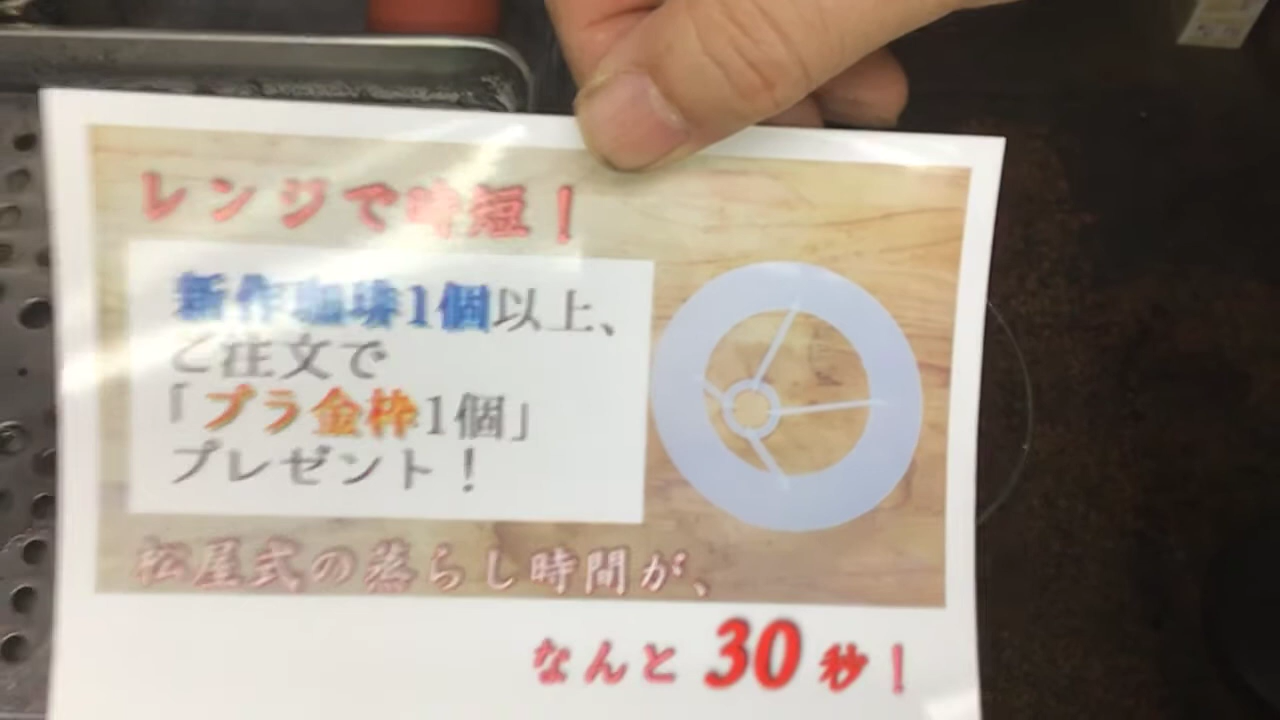 レンジで時短！
新作珈琲1個以上、
ご注文で
「プラ金枠1個」
プレゼント！
松屋式の蒸らし時間が、
なんと30秒！